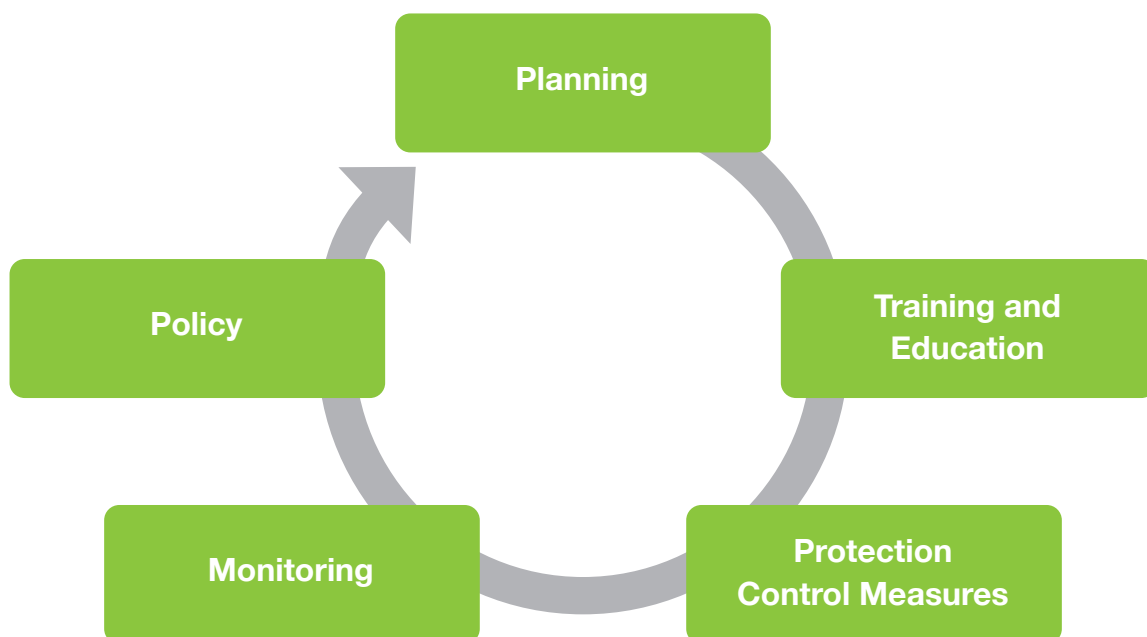 Planning
Training and
Education
Protection
Control Measures
Monitoring
Policy